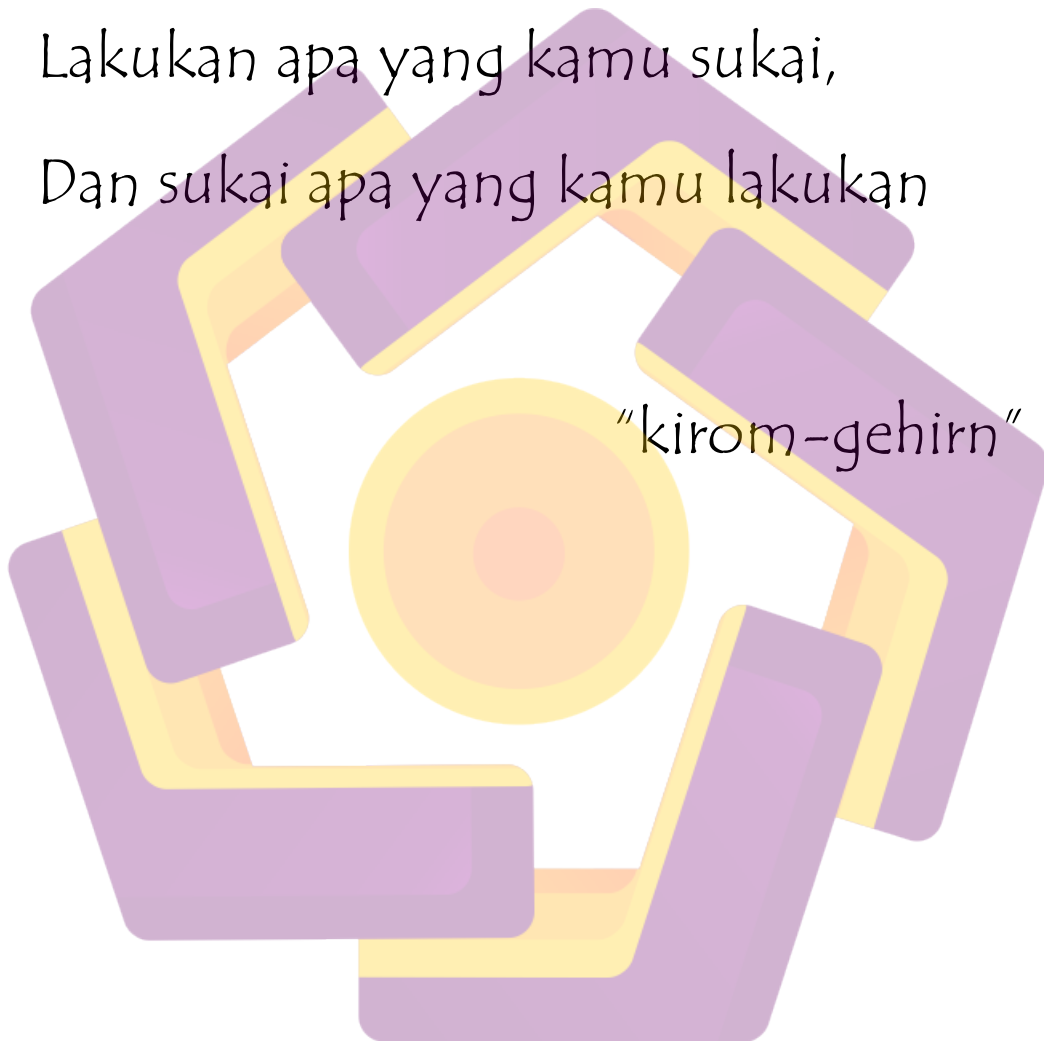 Lakukan apa yang kamu sukai,
Dan sukai apa yang kamu lakukan
“kirom-gehirn”